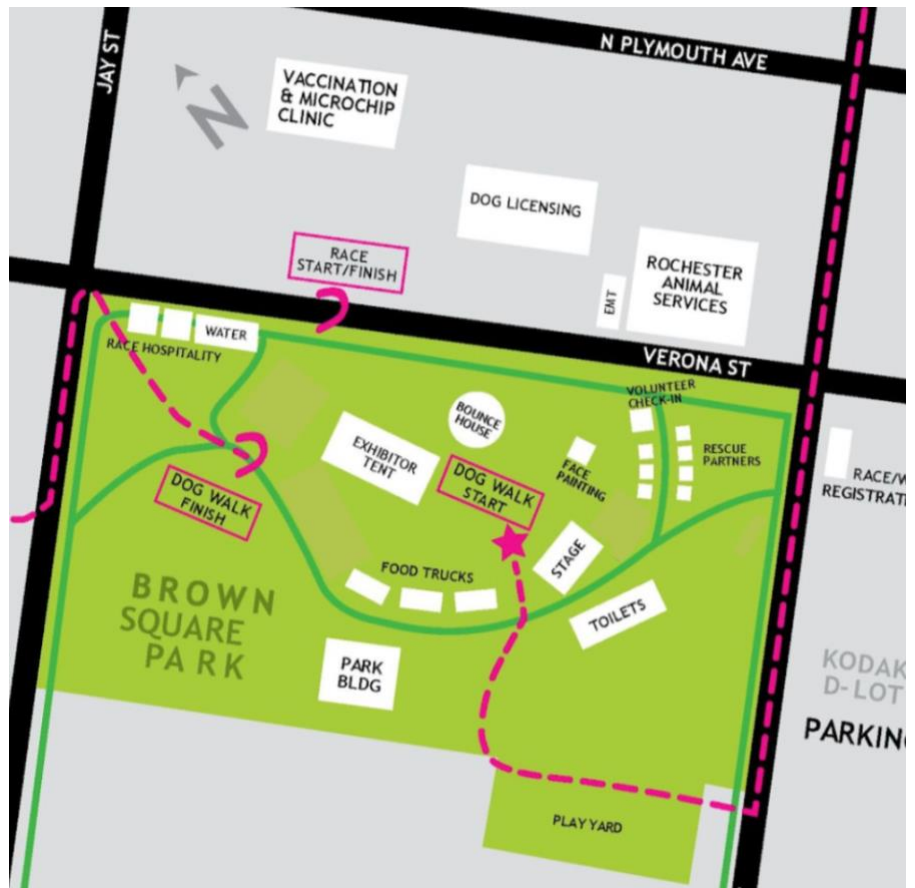 N PLYMOUTH AVE
JAY ST
VACCINATION
& MICROCHIP
CLINIC
N
DOG LICENSING
RACE
START/FINISH
ROCHESTER
ANIMAL
SERVICES
EMT
WATER
RACE HOSPITALITY
VERONA ST
VOLUNTEER
CHECK-IN
BOUNCE
HOUSE
EXHIBITOR
TENT
FACE
PAINTING
RESCUE
PARTNERS
DOG WALK
START
DOG WALK
FINISH
RACE/W
REGISTRAT
STAGE
FOOD TRUCKS
TOILETS
BROWN
SQUARE
PARK
PARK
BLDG
KODAK
D-LOT
PARKING
PLAY YARD